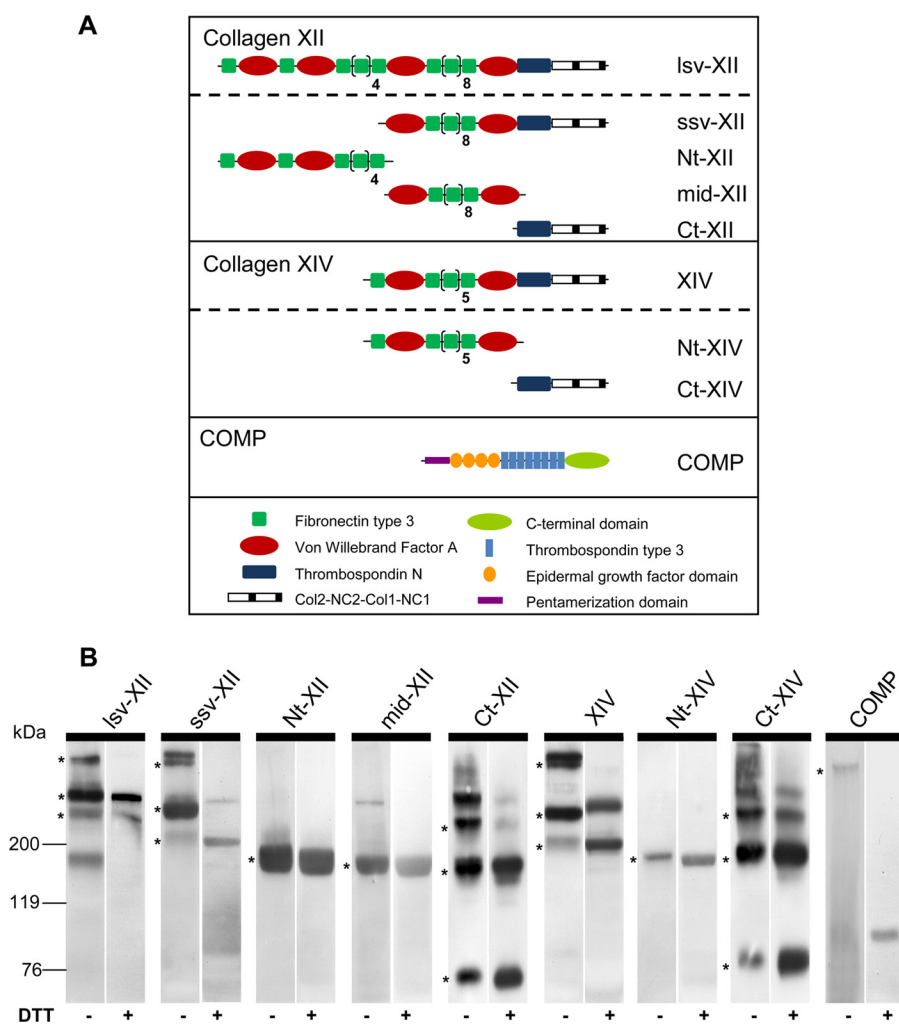 A
Collagen XII
lsv-XII
4
8
ssv-XII
8
Nt-XII
4
mid-XII
8
Ct-XII
Collagen XIV
XIV
5
Nt-XIV
5
Ct-XIV
COMP
COMP
Fibronectin type 3
C-terminal domain
Von Willebrand Factor A
Thrombospondin type 3
Thrombospondin N
Epidermal growth factor domain
Col2-NC2-Col1-NC1
Pentamerization domain
B
lsv-XII
ssv-XII
Nt-XII
mid-XII
Ct-XII
XIV
Nt-XIV
Ct-XIV
COMP
kDa
200
119
76
* * *
* * *
*
*
* * *
* * *
*
* * *
*
DTT - + - + - + - + - + - + - + - + - +